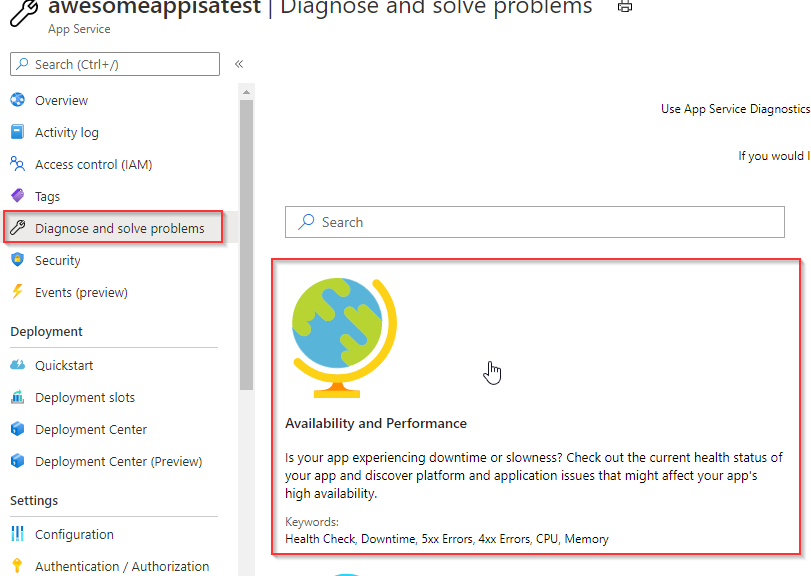 awesomeappisatest | Diagnose and solve problems
App Service
Search (Ctrl+/)
«
Overview
Activity log
Access control (IAM)
Tags
Diagnose and solve problems
Security
Events (preview)
Deployment
Quickstart
Deployment slots
Deployment Center
Deployment Center (Preview)
Settings
Configuration
Authentication / Authorization
Use App Service Diagnostics
If you would l
Search
Availability and Performance
Is your app experiencing downtime or slowness? Check out the current health status of
your app and discover platform and application issues that might affect your app's
high availability.
Keywords:
Health Check, Downtime, 5xx Errors, 4xx Errors, CPU, Memory